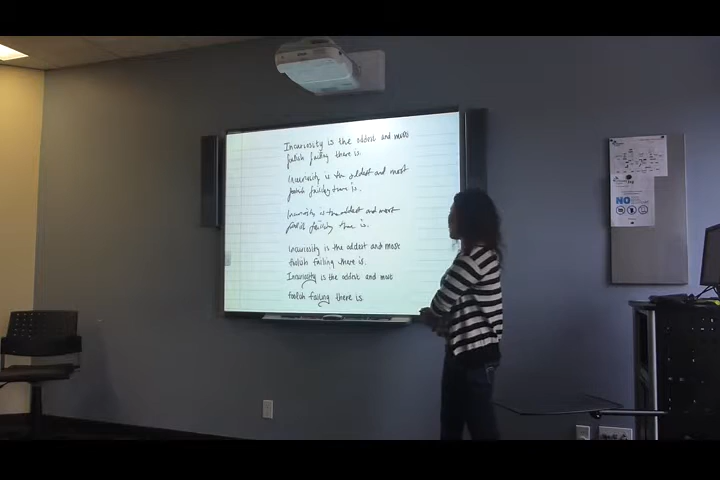 Incuriosity is the oddest and most
foolish failing there is.
Incuriosity is the oddest and most
foolish failing there is.
Incuriosity is the oddest and most
foolish failing there is.
Incuriosity is the oddest and most
foolish failing there is.
Incuriosity is the oddest and most
foolish failing there is
NO